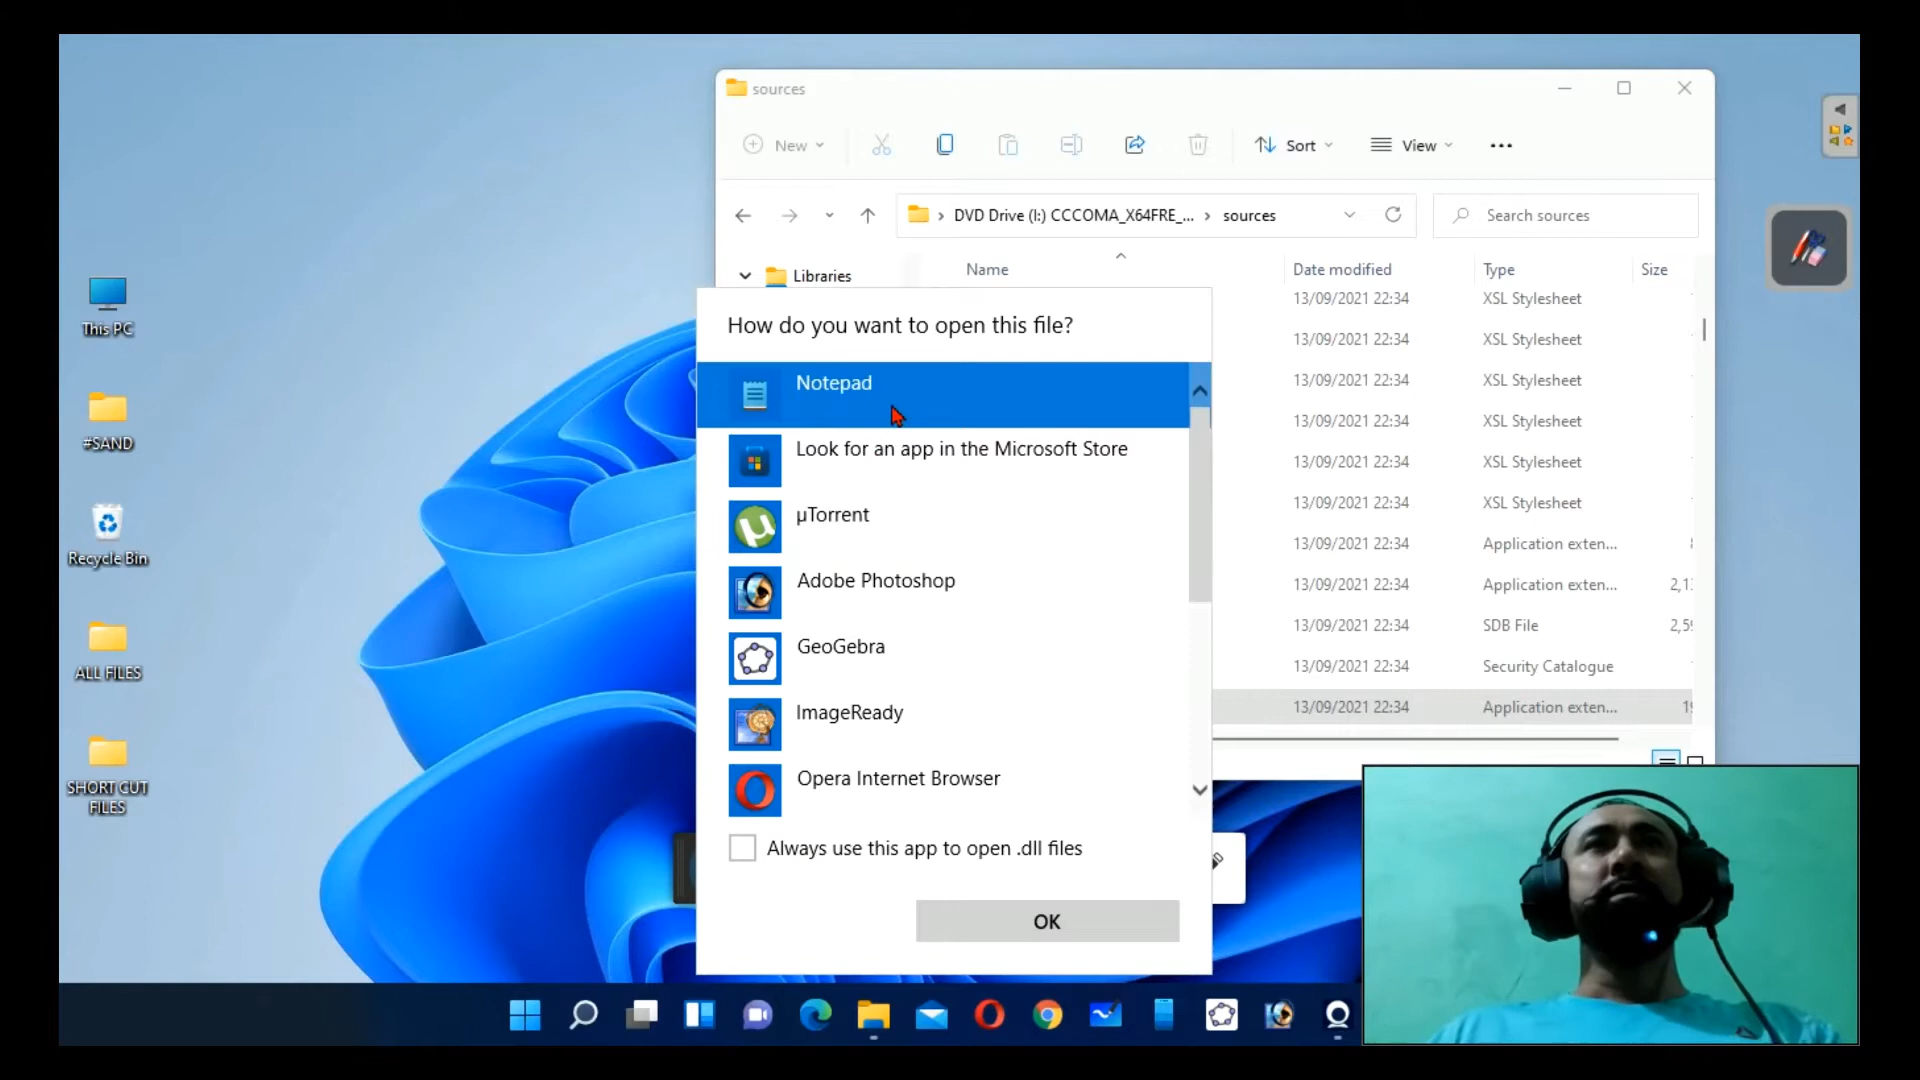 sources
New
Sort
View
DVD Drive (I:) CCCOMA_X64FRE_...
sources
Search sources
Libraries
Name
Date modified
Type
Size
13/09/2021 22:34 XSL Stylesheet
13/09/2021 22:34 XSL Stylesheet
13/09/2021 22:34 XSL Stylesheet
13/09/2021 22:34 XSL Stylesheet
13/09/2021 22:34 XSL Stylesheet
13/09/2021 22:34 XSL Stylesheet
13/09/2021 22:34 Application exten...
13/09/2021 22:34 Application exten...
13/09/2021 22:34 SDB File
13/09/2021 22:34 Security Catalogue
13/09/2021 22:34 Application exten...
How do you want to open this file?
Notepad
Look for an app in the Microsoft Store
µTorrent
Adobe Photoshop
GeoGebra
ImageReady
Opera Internet Browser
Always use this app to open .dll files
OK
This PC
#SAND
Recycle Bin
ALL FILES
SHORT CUT
FILES